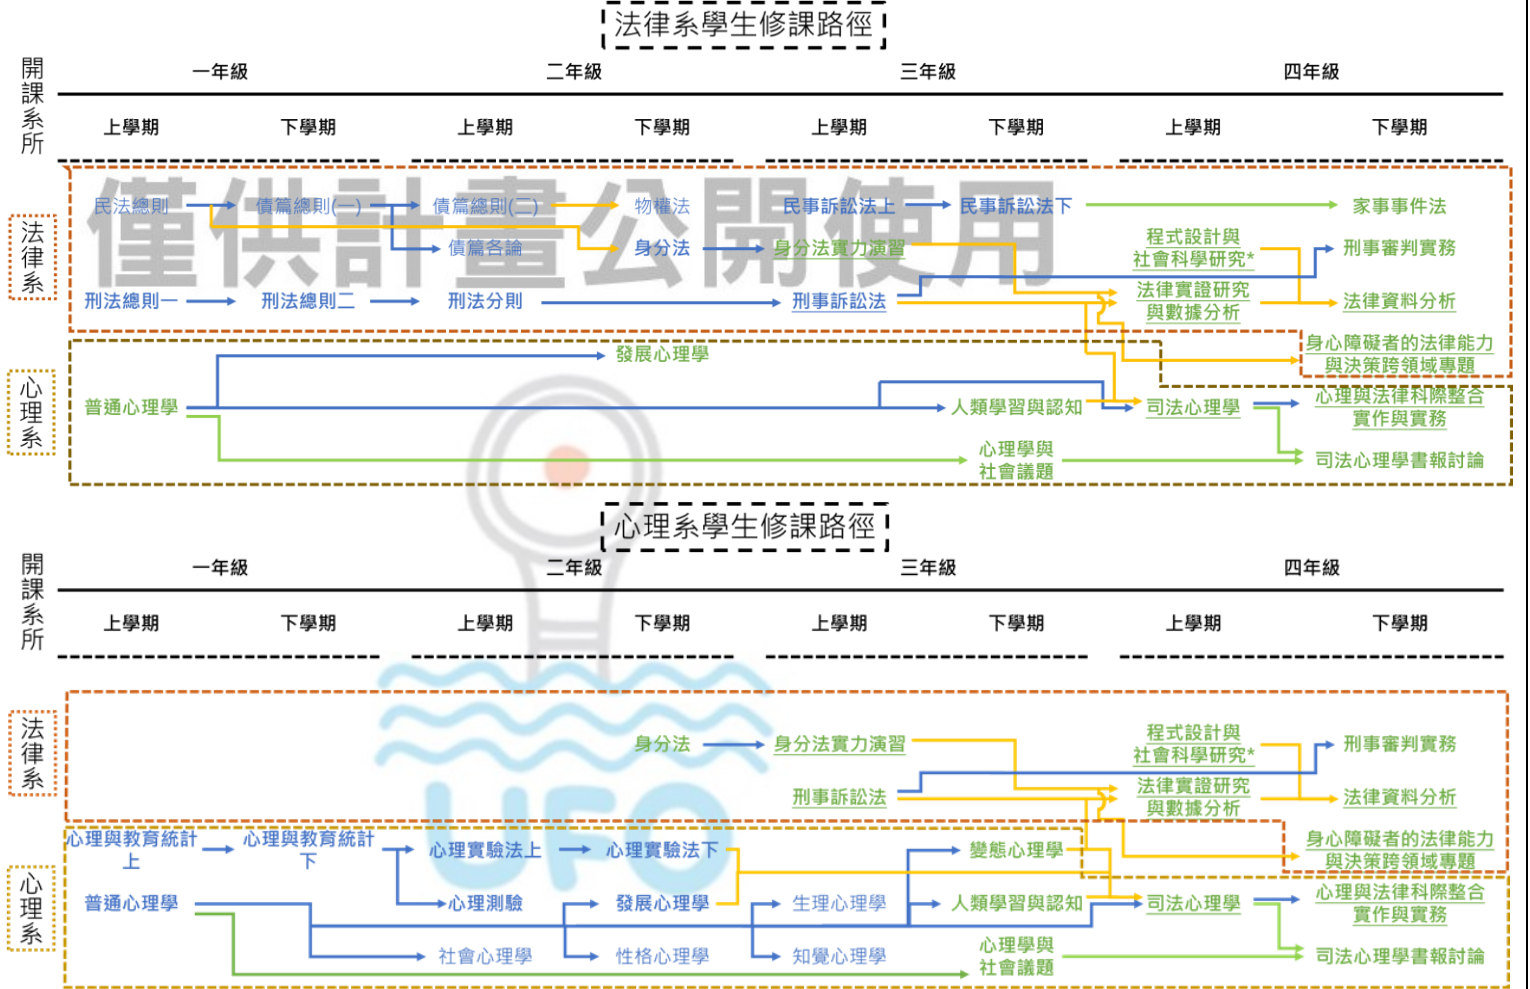 法律系學生修課路徑
開課系所
一年級
二年級
三年級
四年級
上學期
下學期
上學期
下學期
上學期
下學期
上學期
下學期
僅供計畫公開使用
法律系
民法總則
債篇總則(一)
債篇總則(二)
物權法
民事訴訟法上
民事訴訟法下
家事事件法
債篇各論
身分法
身分法實力演習
程式設計與
社會科學研究*
刑事審判實務
刑法總則一
刑法總則二
刑法分則
刑事訴訟法
法律實證研究
與數據分析
法律資料分析
身心障礙者的法律能力
與決策跨領域專題
心理系
發展心理學
普通心理學
人類學習與認知
司法心理學
心理與法律科際整合
實作與實務
心理學與
社會議題
司法心理學書報討論
心理系學生修課路徑
開課系所
一年級
二年級
三年級
四年級
上學期
下學期
上學期
下學期
上學期
下學期
上學期
下學期
法律系
身分法
身分法實力演習
程式設計與
社會科學研究*
刑事審判實務
刑事訴訟法
法律實證研究
與數據分析
法律資料分析
身心障礙者的法律能力
與決策跨領域專題
UFO
心理系
心理與教育統計
上
心理與教育統計
下
心理實驗法上
心理實驗法下
變態心理學
普通心理學
心理測驗
發展心理學
生理心理學
人類學習與認知
司法心理學
心理與法律科際整合
實作與實務
社會心理學
性格心理學
知覺心理學
心理學與
社會議題
司法心理學書報討論